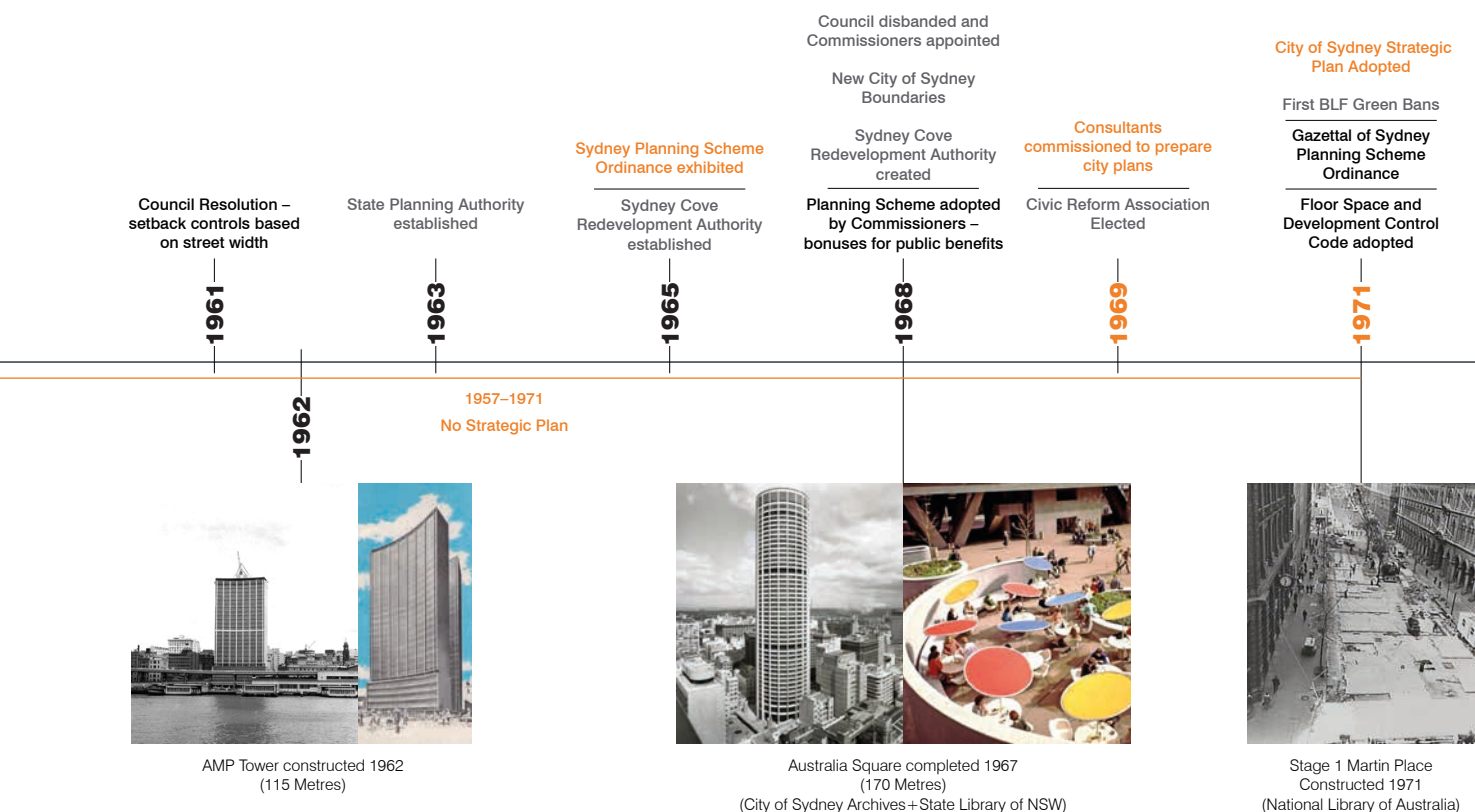 Council Resolution –
setback controls based
on street width
1961
1962
State Planning Authority
established
1963
Sydney Planning Scheme
Ordinance exhibited
Sydney Cove
Redevelopment Authority
established
1965
Council disbanded and
Commissioners appointed
New City of Sydney
Boundaries
Sydney Cove
Redevelopment Authority
created
Planning Scheme adopted
by Commissioners –
bonuses for public benefits
1968
Consultants
commissioned to prepare
city plans
Civic Reform Association
Elected
1969
City of Sydney Strategic
Plan Adopted
First BLF Green Bans
Gazettal of Sydney
Planning Scheme
Ordinance
Floor Space and
Development Control
Code adopted
1971
1957–1971
No Strategic Plan
AMP Tower constructed 1962
(115 Metres)
Australia Square completed 1967
(170 Metres)
(City of Sydney Archives+State Library of NSW)
Stage 1 Martin Place
Constructed 1971
(National Library of Australia)